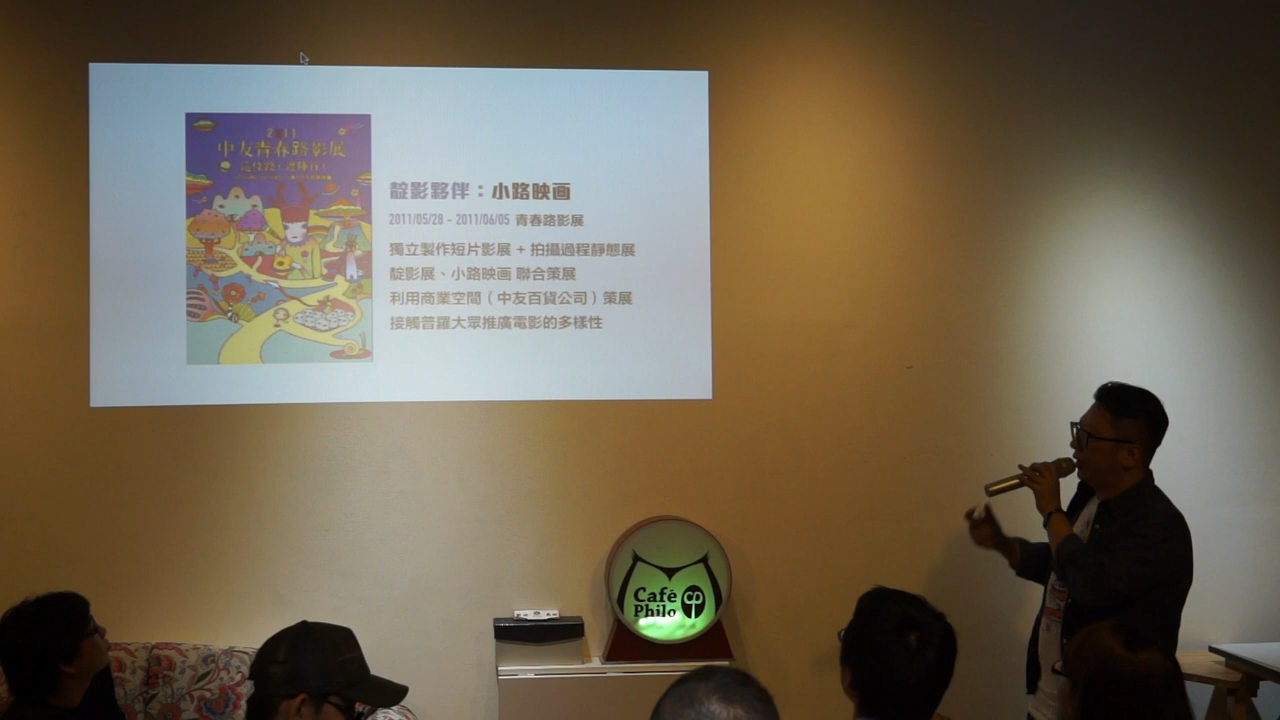 2011
中友青春路影展
靛影夥伴：小路映画
2011/05/28 - 2011/06/05 青春路影展
獨立製作短片影展 + 拍攝過程靜態展
靛影展、小路映画 聯合策展
利用商業空間（中友百貨公司）策展
接觸普羅大眾推廣電影的多樣性
Café
Philo